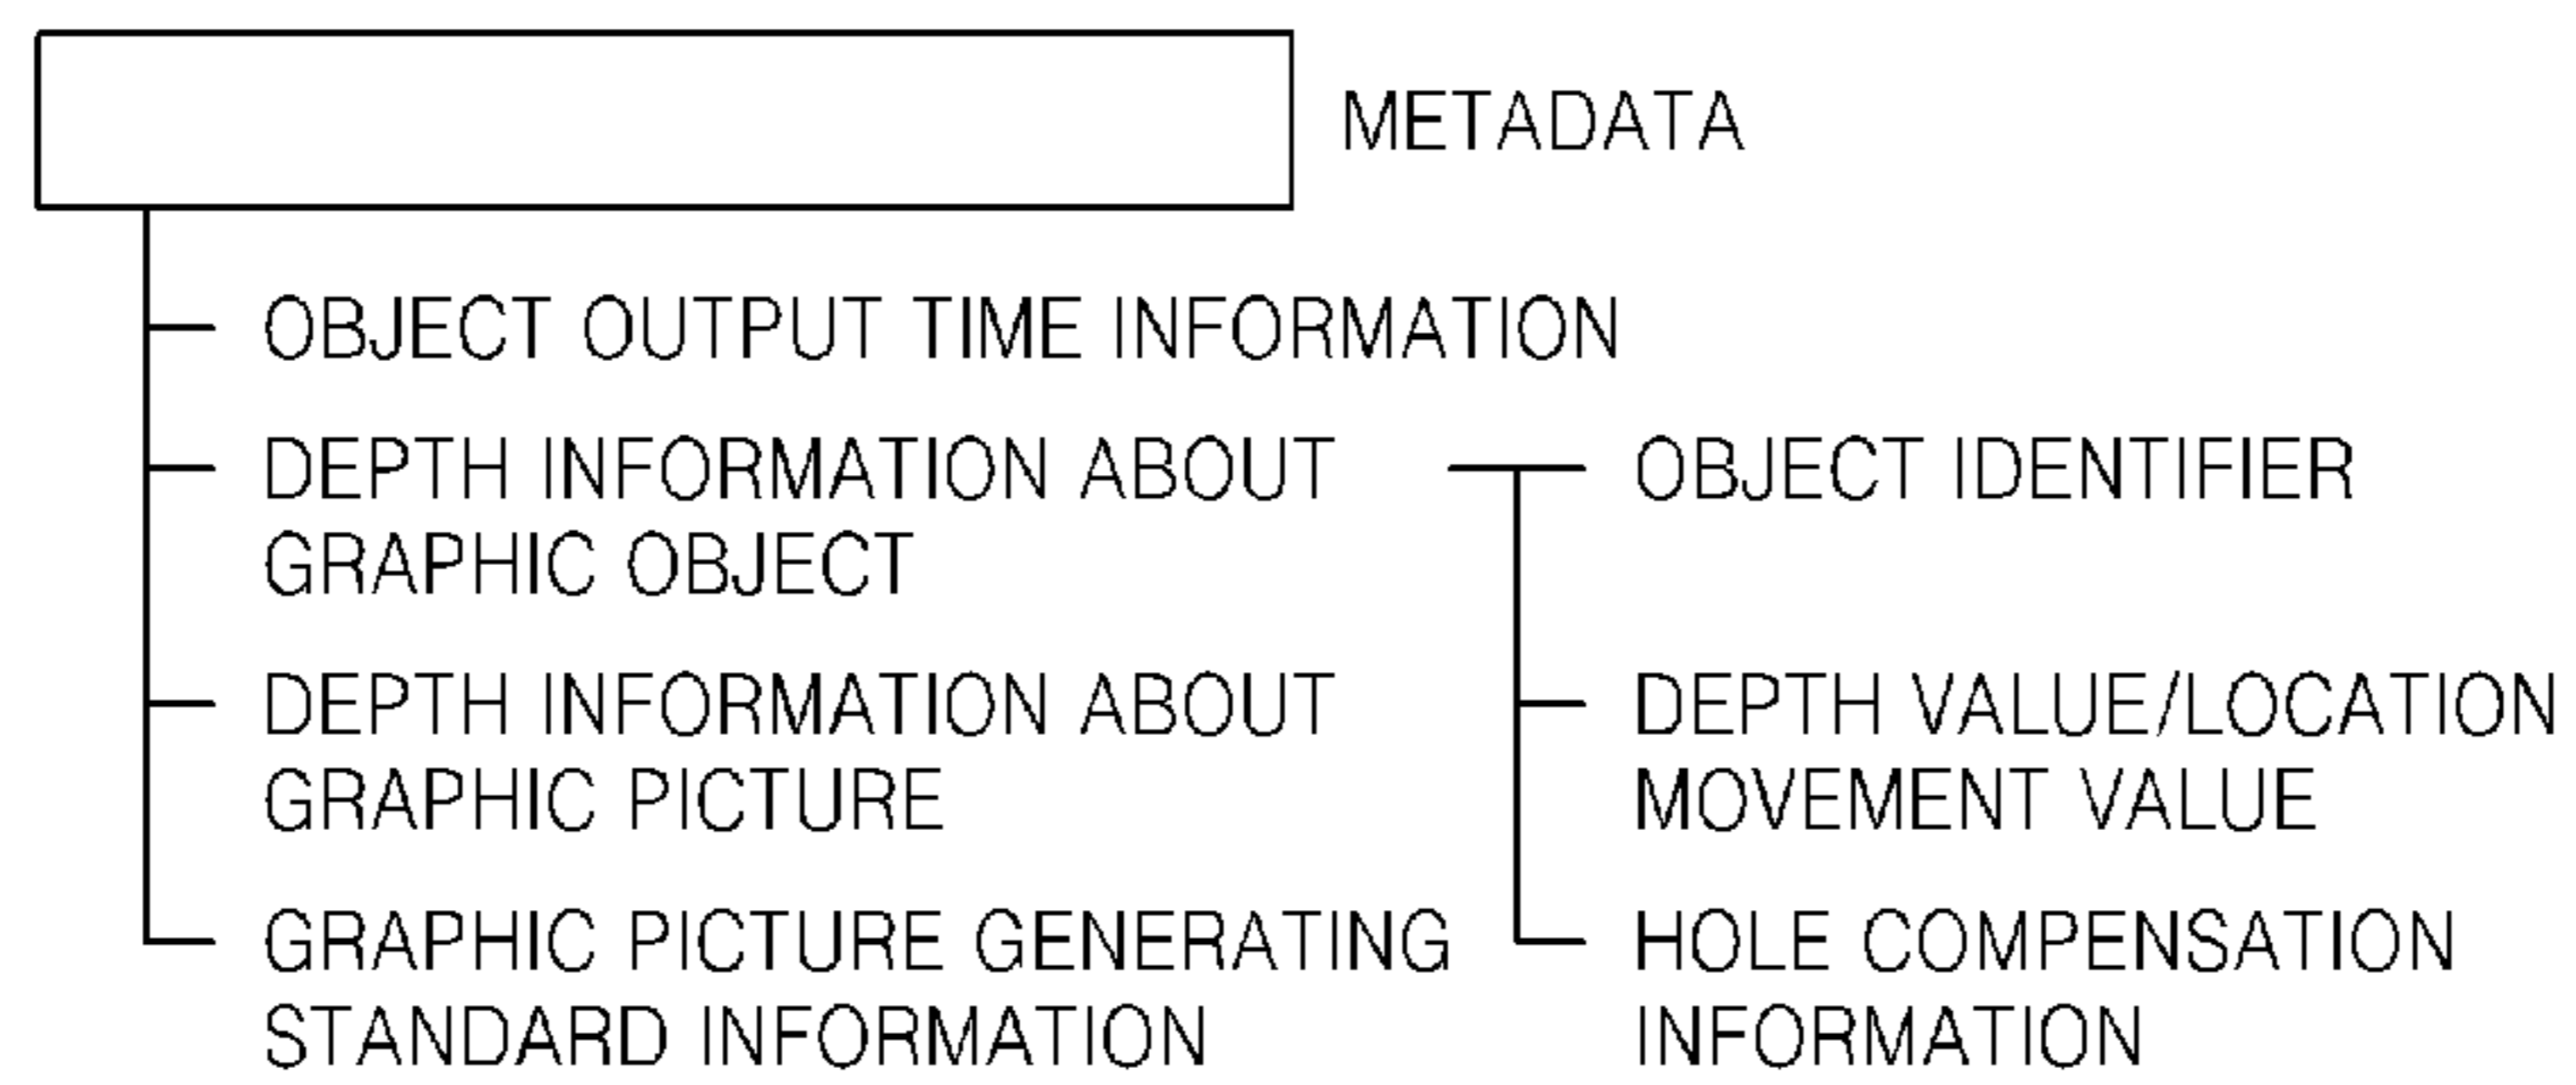 METADATA
OBJECT OUTPUT TIME INFORMATION
DEPTH INFORMATION ABOUT
GRAPHIC OBJECT
OBJECT IDENTIFIER
DEPTH VALUE/LOCATION
MOVEMENT VALUE
HOLE COMPENSATION
INFORMATION
DEPTH INFORMATION ABOUT
GRAPHIC PICTURE
GRAPHIC PICTURE GENERATING
STANDARD INFORMATION